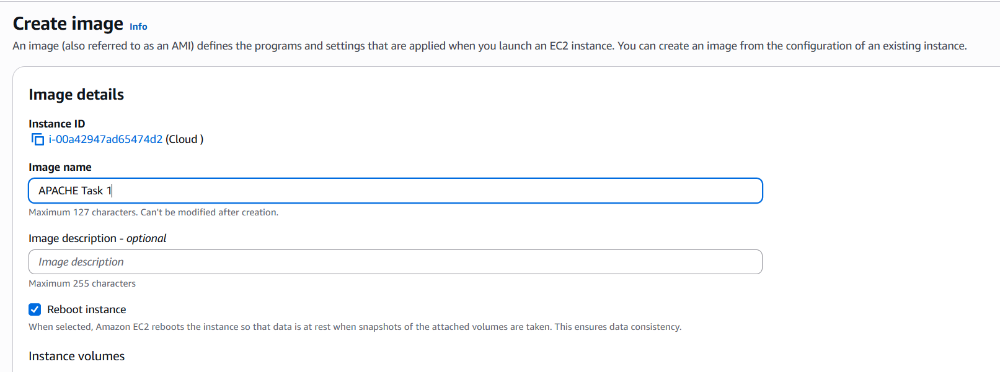 Create image Info
An image (also referred to as an AMI) defines the programs and settings that are applied when you launch an EC2 instance. You can create an image from the configuration of an existing instance.
Image details
Instance ID
i-00a42947ad65474d2 (Cloud )
Image name
APACHE Task 1
Maximum 127 characters. Can't be modified after creation.
Image description - optional
Image description
Maximum 255 characters
Reboot instance
When selected, Amazon EC2 reboots the instance so that data is at rest when snapshots of the attached volumes are taken. This ensures data consistency.
Instance volumes